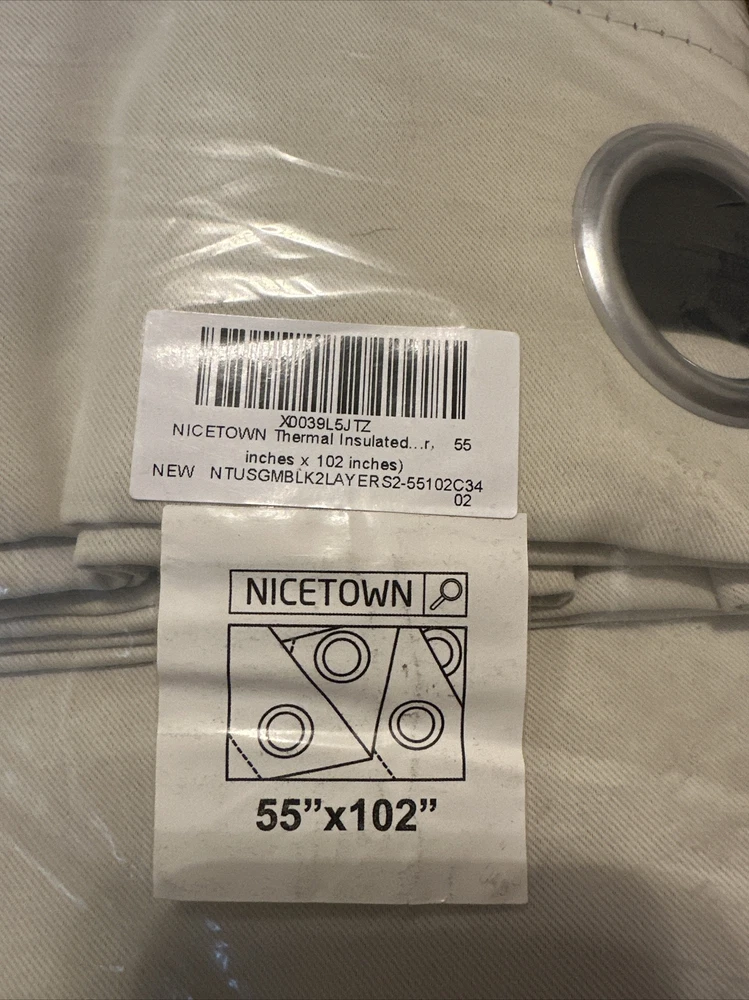 X0039L5JTZ
NICETOWN Thermal Insulated...r, 55
inches x 102 inches)
NEW NTUSGMBLK2LAYERS2-55102C34
02
NICETOWN
55”x102”